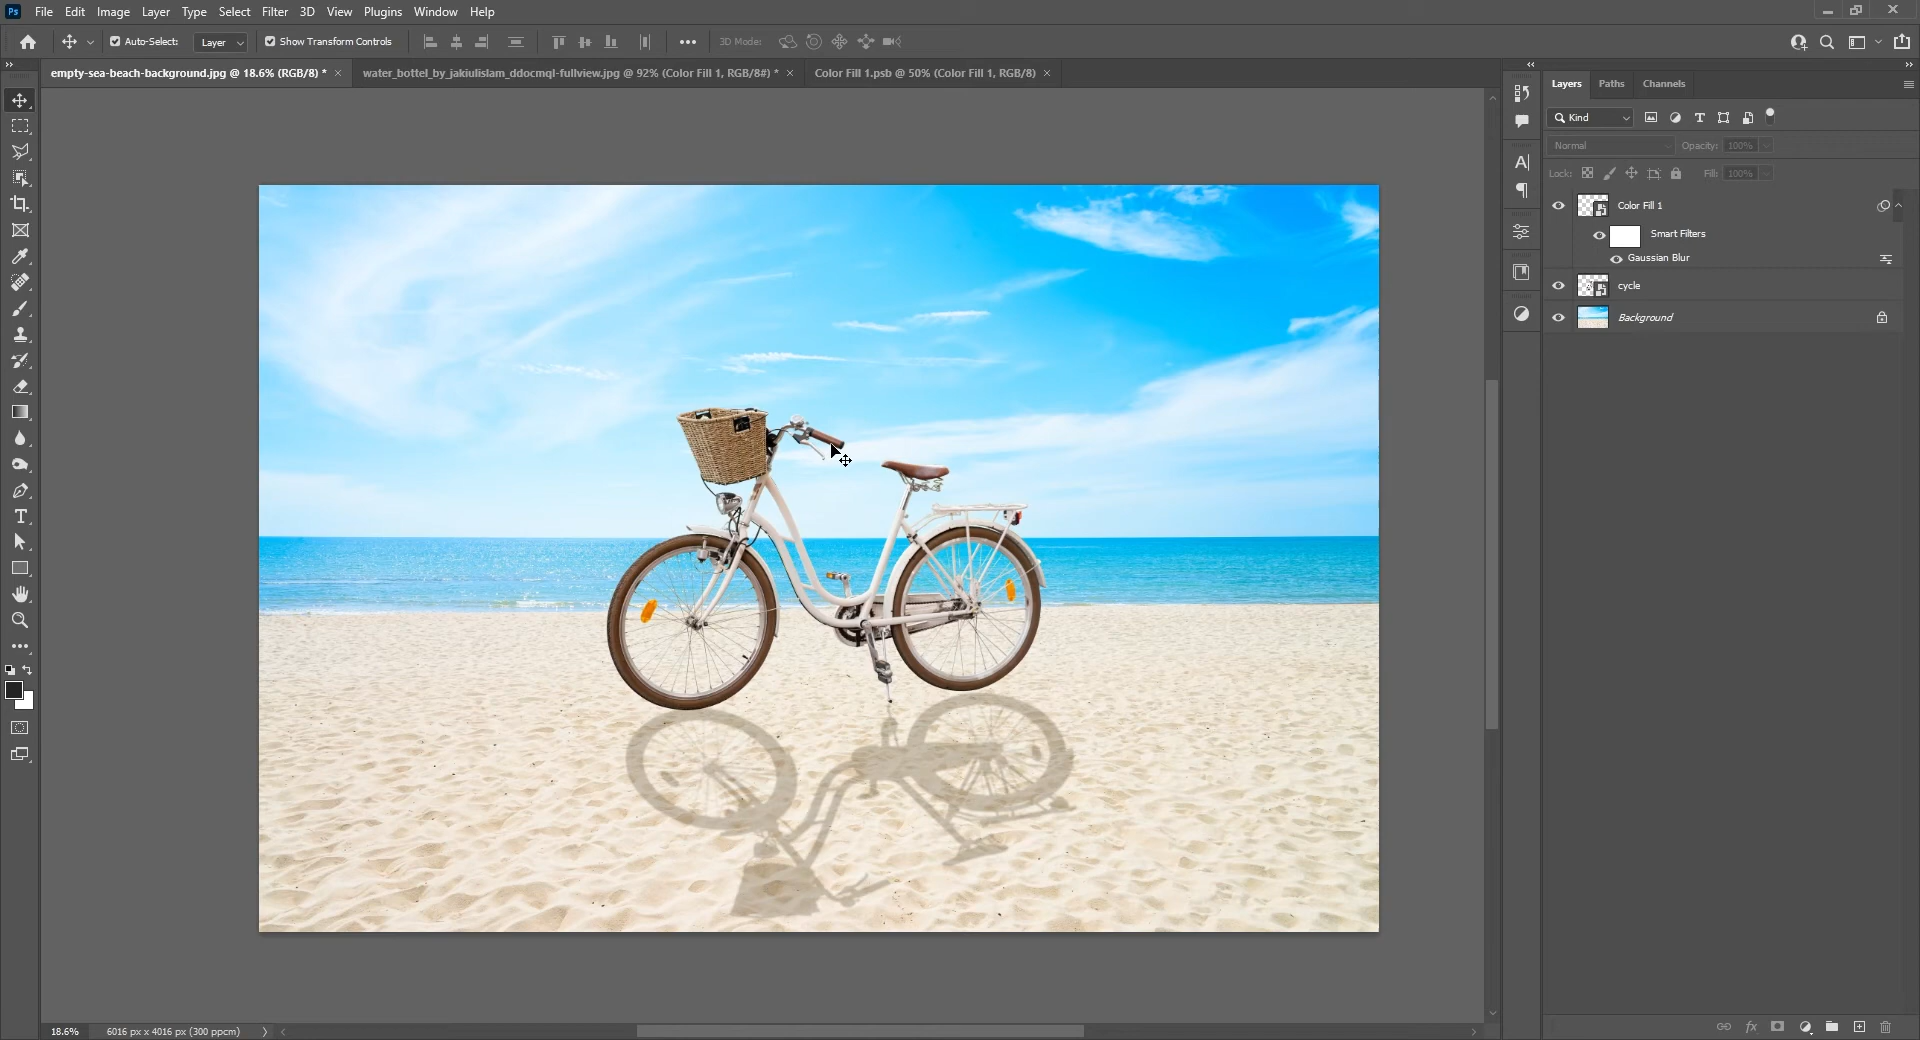 Ps File Edit Image Layer Type Select Filter 3D View Plugins Window Help
Auto-Select: Layer Show Transform Controls 3D Mode:
empty-sea-beach-background.jpg @ 18.6% (RGB/8) * water_bottel_by_jakiulislam_ddocmql-fullview.jpg @ 92% (Color Fill 1, RGB/8#) * Color Fill 1.psb @ 50% (Color Fill 1, RGB/8)
Layers Paths Channels
Kind
Normal Opacity: 100%
Lock: Fill: 100%
Color Fill 1
Smart Filters
Gaussian Blur
cycle
Background
18.6% 6016 px x 4016 px (300 ppcm)